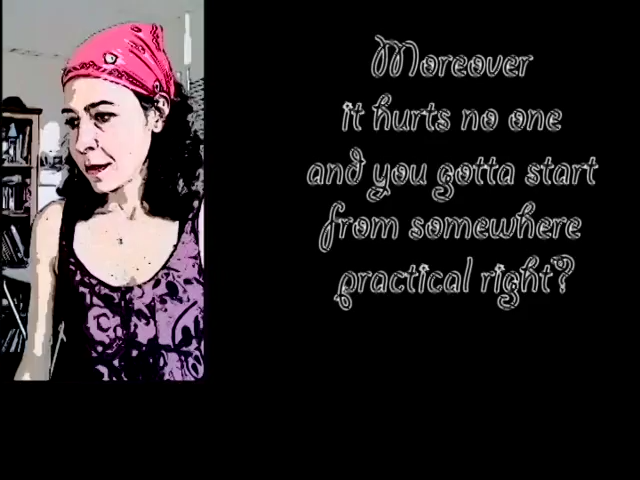 Moreover
it hurts no one
and you gotta start
from somewhere
practical right?